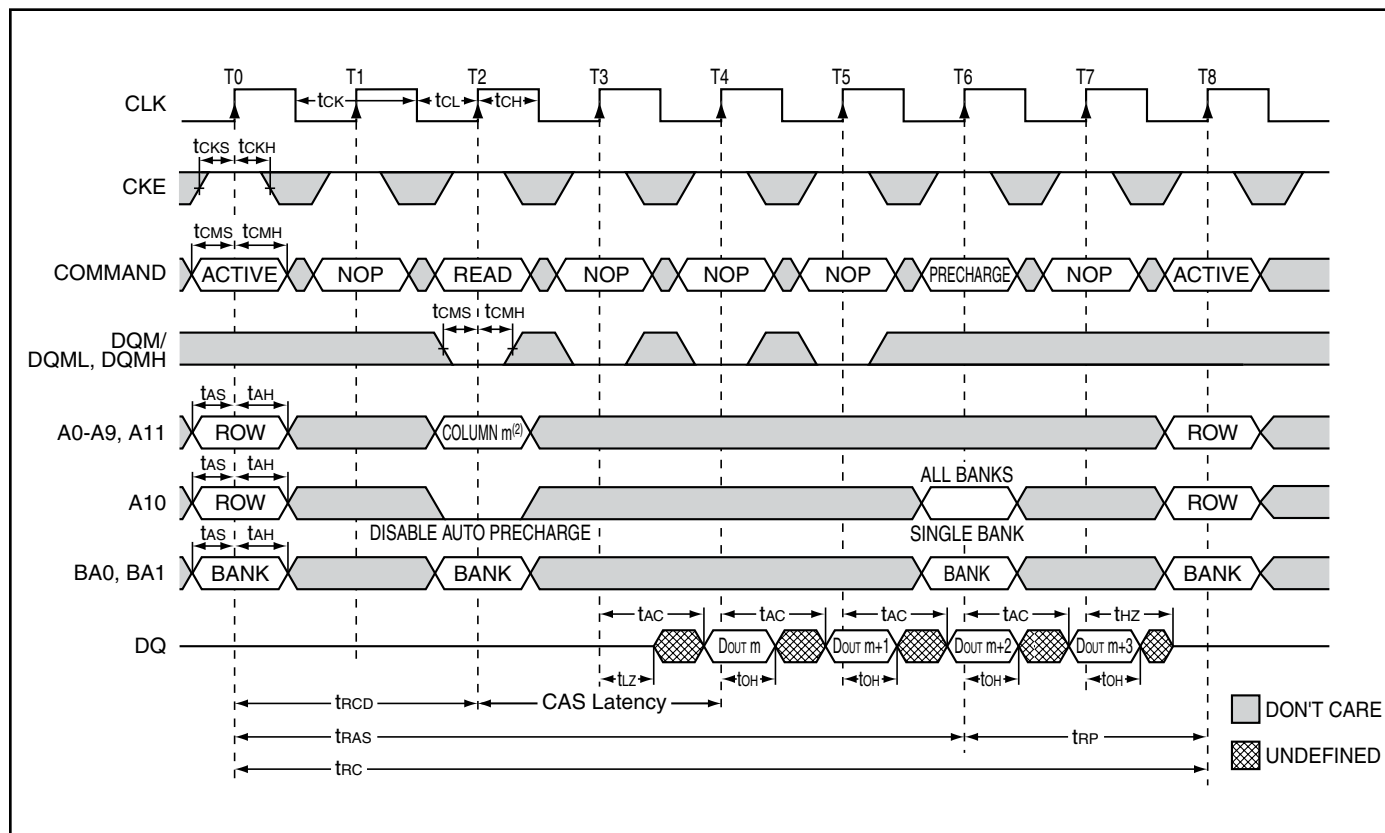 T0 T1 T2 T3 T4 T5 T6 T7 T8
CLK tCK tCL tCH
tCKS tCKH
CKE
tCMS tCMH
COMMAND ACTIVE NOP READ NOP NOP NOP PRECHARGE NOP ACTIVE
tCMS tCMH
DQM/
DQML, DQMH
tAS tAH
A0-A9, A11 ROW COLUMN m(2) ROW
tAS tAH ALL BANKS
A10 ROW ROW
tAS tAH DISABLE AUTO PRECHARGE SINGLE BANK
BA0, BA1 BANK BANK BANK BANK
tAC tAC tAC tAC tHZ
DQ DOUT m DOUT m+1 DOUT m+2 DOUT m+3
tLZ tOH tOH tOH tOH
tRCD CAS Latency
DON'T CARE
tRAS tRP
UNDEFINED
tRC